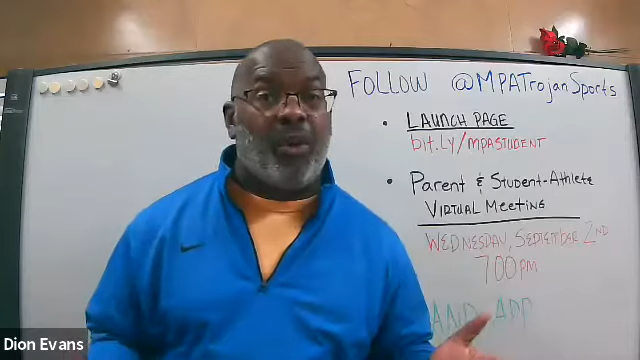 FOLLOW @MPATrojanSports
• LAUNCH PAGE
bit.ly/MPASTUDENT
• Parent & Student-Athlete
VIRTUAL MEETING
WEDNESDAY, SEPTEMBER 2ND
7:00 PM
AND APP
Dion Evans